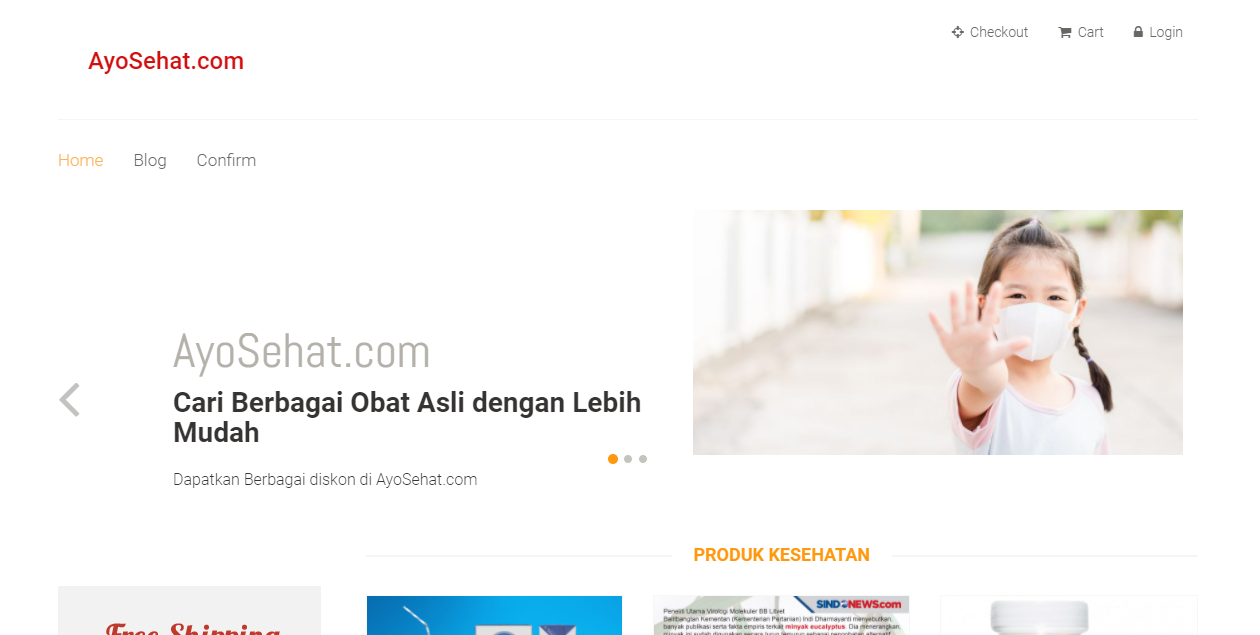 Checkout
Cart
Login
AyoSehat.com
Home
Blog
Confirm
AyoSehat.com
Cari Berbagai Obat Asli dengan Lebih
Mudah
Dapatkan Berbagai diskon di AyoSehat.com
PRODUK KESEHATAN
Free Shipping
SINDONEWS.com
Peneliti Utama Virologi Molekuler BB Litvet
Balitbangtan Kementan (Kementerian Pertanian) Indi Dharmayanti menyebutkan,
banyak publikasi serta fakta empiris terkait minyak eucalyptus. Dia menerangkan,